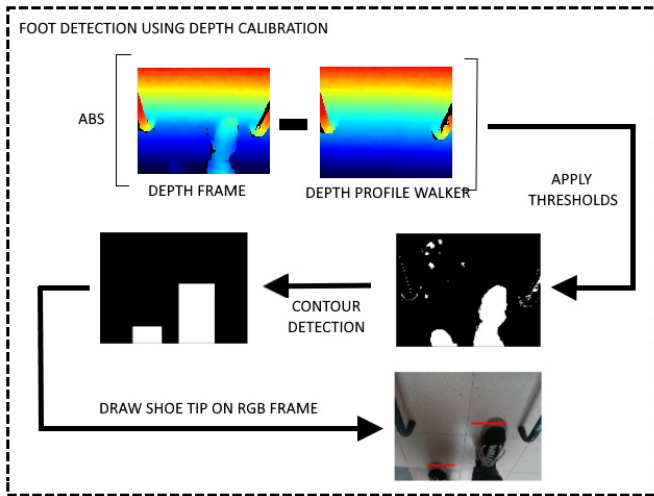 FOOT DETECTION USING DEPTH CALIBRATION
ABS
DEPTH FRAME
DEPTH PROFILE WALKER
APPLY
THRESHOLDS
CONTOUR
DETECTION
DRAW SHOE TIP ON RGB FRAME